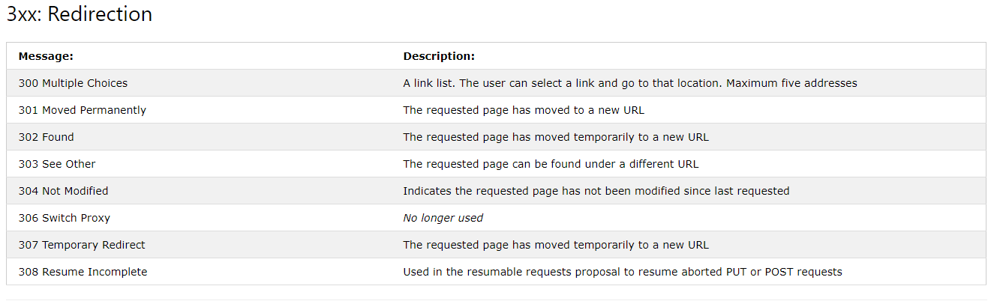 3xx: Redirection
Message: Description:
300 Multiple Choices A link list. The user can select a link and go to that location. Maximum five addresses
301 Moved Permanently The requested page has moved to a new URL
302 Found The requested page has moved temporarily to a new URL
303 See Other The requested page can be found under a different URL
304 Not Modified Indicates the requested page has not been modified since last requested
306 Switch Proxy No longer used
307 Temporary Redirect The requested page has moved temporarily to a new URL
308 Resume Incomplete Used in the resumable requests proposal to resume aborted PUT or POST requests